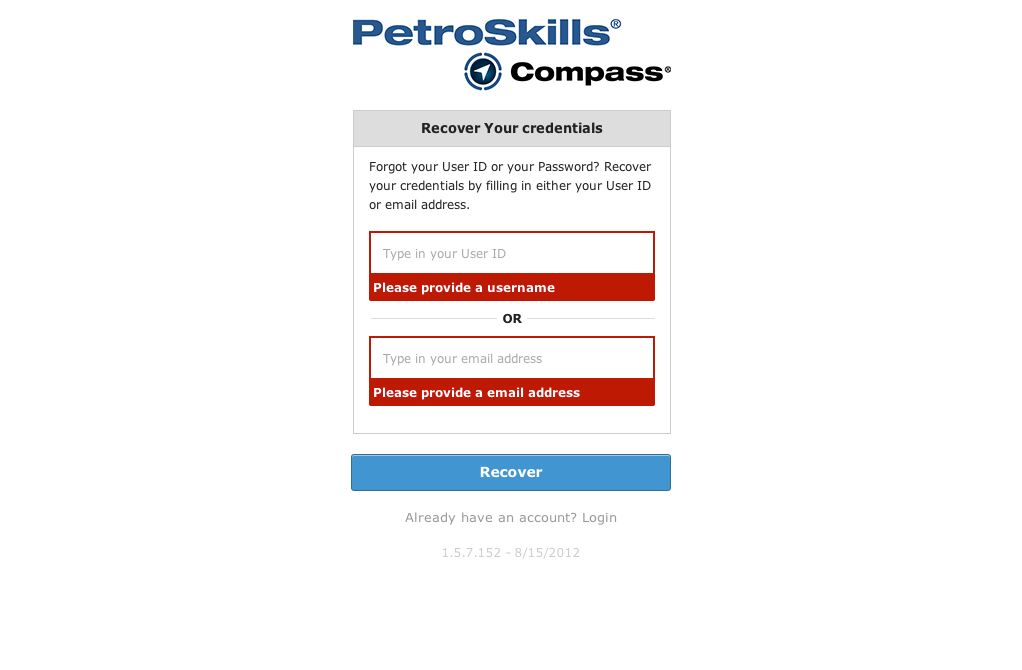 PetroSkills®
Compass®
Recover Your credentials
Forgot your User ID or your Password? Recover
your credentials by filling in either your User ID
or email address.
Type in your User ID
Please provide a username
OR
Type in your email address
Please provide a email address
Recover
Already have an account? Login
1.5.7.152 - 8/15/2012